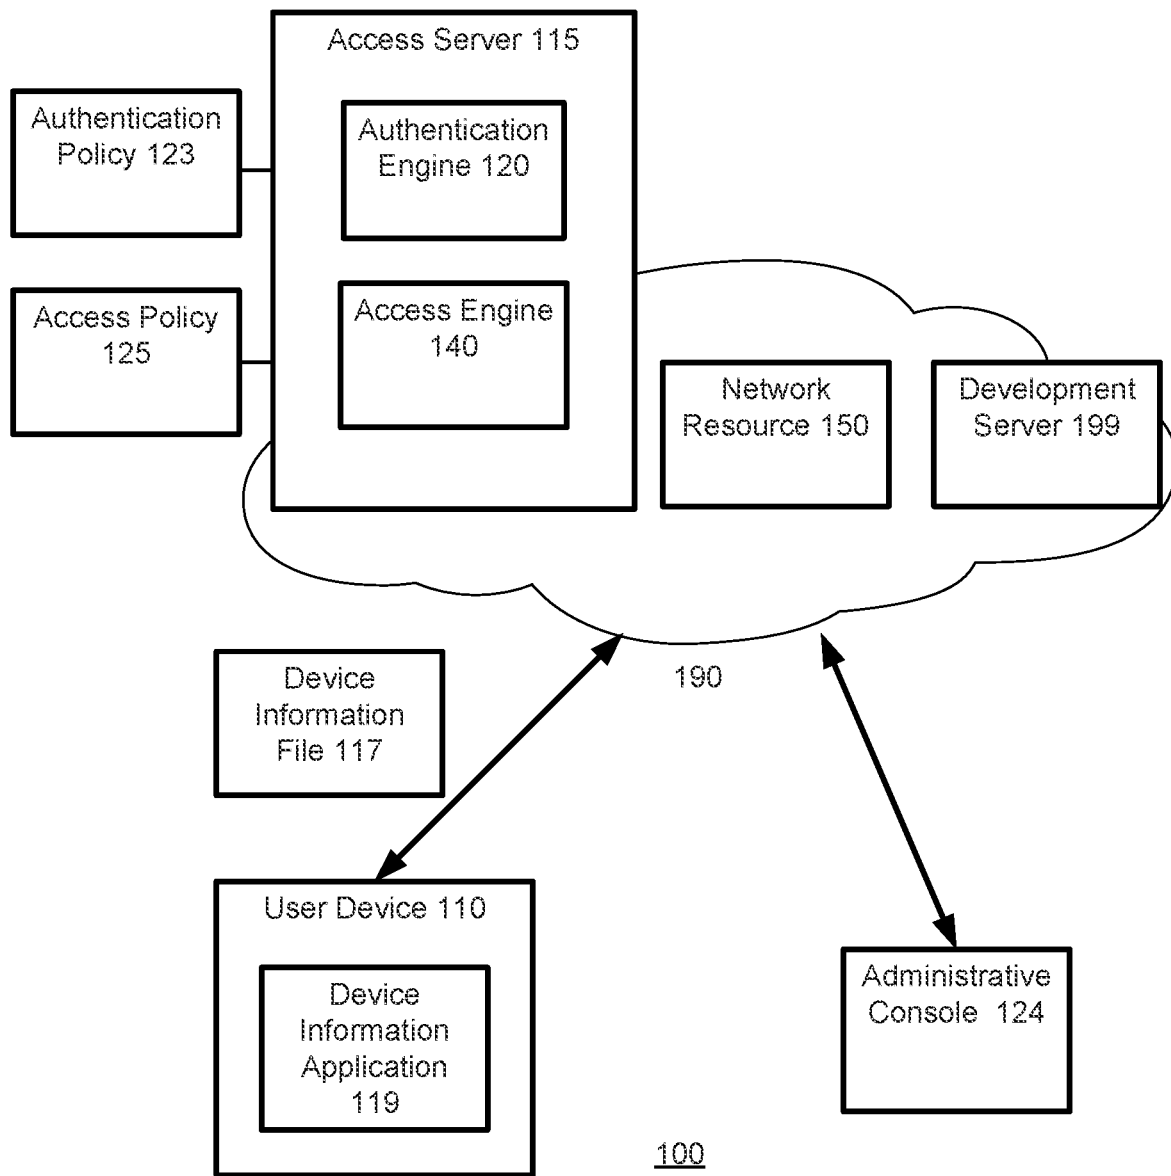 Access Server 115
Authentication
Policy 123
Authentication
Engine 120
Access Policy
125
Access Engine
140
Network
Resource 150
Development
Server 199
190
Device
Information
File 117
User Device 110
Device
Information
Application
119
Administrative
Console 124
100